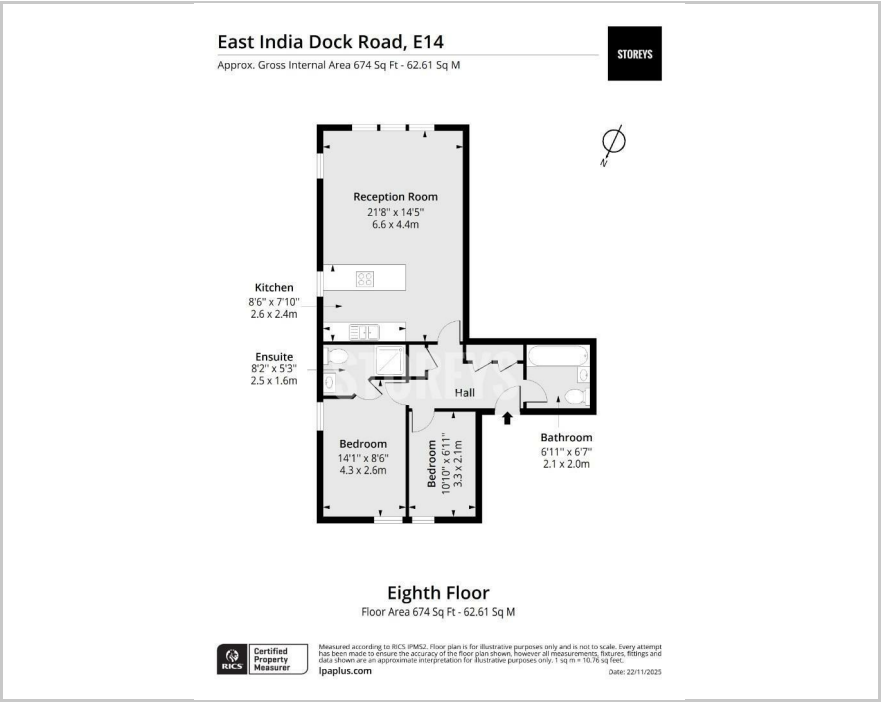 East India Dock Road, E14
Approx. Gross Internal Area 674 Sq Ft - 62.61 Sq M
STOREYS
N
Reception Room
21'8" x 14'5"
6.6 x 4.4m
Kitchen
8'6" x 7'10"
2.6 x 2.4m
Ensuite
8'2" x 5'3"
2.5 x 1.6m
STOREYS
Hall
Bedroom
14'1" x 8'6"
4.3 x 2.6m
Bedroom
10'10" x 6'11"
3.3 x 2.1m
Bathroom
6'11" x 6'7"
2.1 x 2.0m
Eighth Floor
Floor Area 674 Sq Ft - 62.61 Sq M
RICS
Certified
Property
Measurer
Measured according to RICS IPMS2. Floor plan is for illustrative purposes only and is not to scale. Every attempt
has been made to ensure the accuracy of the floor plan shown, however all measurements, fixtures, fittings and
data shown are an approximate interpretation for illustrative purposes only. 1 sq m = 10.76 sq feet.
lpaplus.com
Date: 22/11/2025